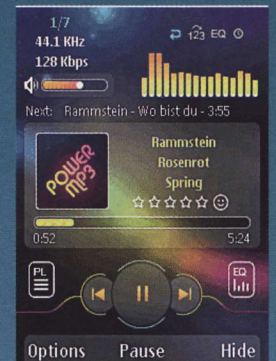 1/7
44.1 KHz
128 Kbps
123 EQ
Next: Rammstein - Wo bist du - 3:55
POWER
MP3
Rammstein
Rosenrot
Spring
0:52 5:24
PL
EQ
Options Pause Hide